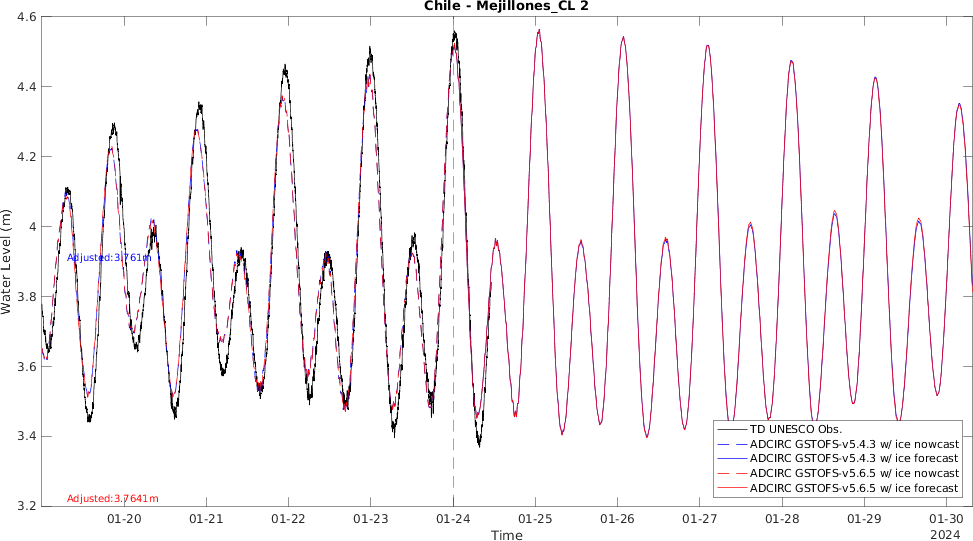 Chile - Mejillones_CL 2
4.6
4.4
4.2
4
3.8
3.6
3.4
3.2
Water Level (m)
Adjusted:3.761m
Adjusted:3.7641m
TD UNESCO Obs.
ADCIRC GSTOFS-v5.4.3 w/ ice nowcast
ADCIRC GSTOFS-v5.4.3 w/ ice forecast
ADCIRC GSTOFS-v5.6.5 w/ ice nowcast
ADCIRC GSTOFS-v5.6.5 w/ ice forecast
01-20 01-21 01-22 01-23 01-24 01-25 01-26 01-27 01-28 01-29 01-30
Time
2024